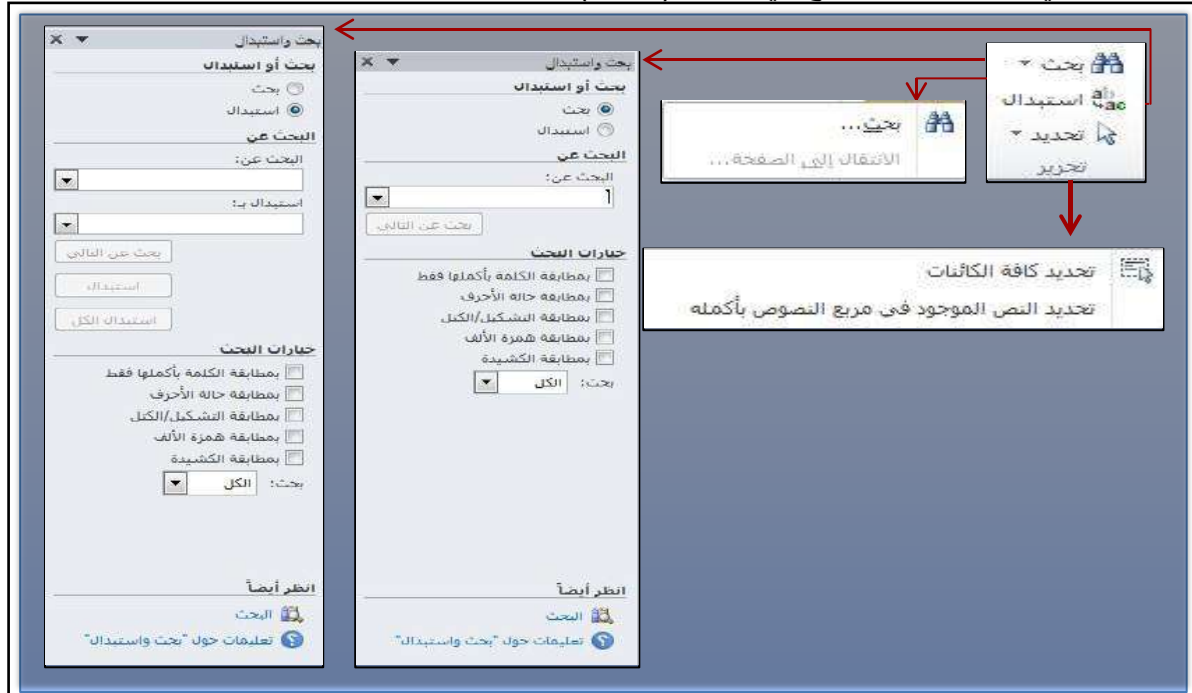 بحث
استبدال
تحديد
تحرير
بحث...
الانتقال إلى الصفحة...
تحديد كافة الكائنات
تحديد النص الموجود في مربع النصوص بأكمله
بحث واستبدال
بحث أو استبدال
بحث
استبدال
البحث عن
البحث عن:
1
بحث عن التالي
خيارات البحث
بمطابقة الكلمة بأكملها فقط
بمطابقة حالة الأحرف
بمطابقة التشكيل/الكتل
بمطابقة همزة الألف
بمطابقة الكشيدة
بحث: الكل
انظر أيضاً
البحث
تعليمات حول "بحث واستبدال"
بحث واستبدال
بحث أو استبدال
بحث
استبدال
البحث عن
البحث عن:
استبدال بـ:
بحث عن التالي
استبدال
استبدال الكل
خيارات البحث
بمطابقة الكلمة بأكملها فقط
بمطابقة حالة الأحرف
بمطابقة التشكيل/الكتل
بمطابقة همزة الألف
بمطابقة الكشيدة
بحث: الكل
انظر أيضاً
البحث
تعليمات حول "بحث واستبدال"